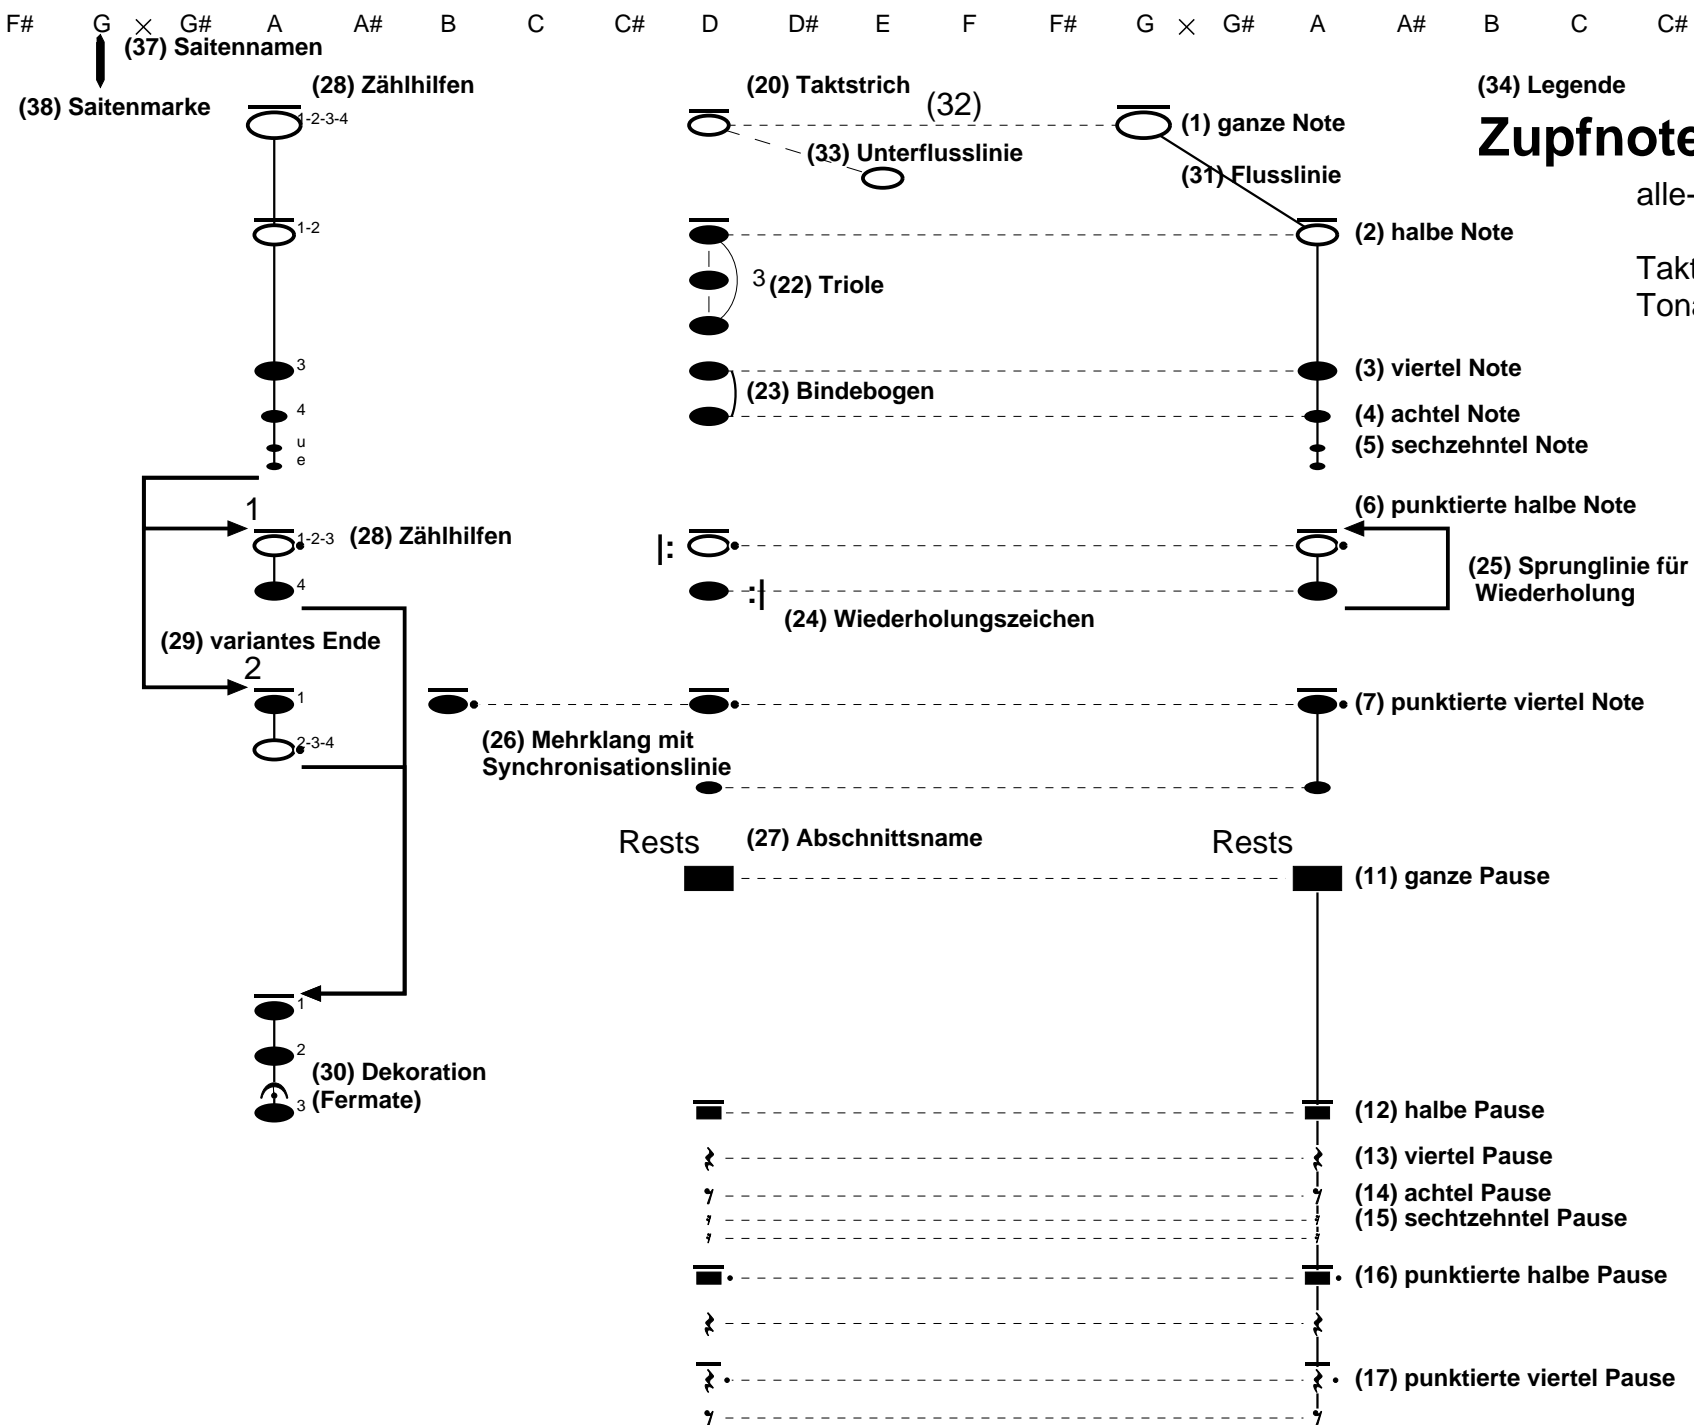 F# G G# A A# B C C# D D# E F F# G G# A A# B C C#
(37) Saitennamen
(38) Saitenmarke
(28) Zählhilfen
(20) Taktstrich
(34) Legende
1-2-3-4
(32)
(1) ganze Note
Zupfnote
(33) Unterflusslinie
(31) Flusslinie
alle-
1-2
(2) halbe Note
3 (22) Triole
Takt
Tona
3
(3) viertel Note
(23) Bindebogen
4
(4) achtel Note
u
(5) sechzehntel Note
e
1
(6) punktierte halbe Note
1-2-3 (28) Zählhilfen
|:
(25) Sprunglinie für
Wiederholung
4
:|
(24) Wiederholungszeichen
(29) variantes Ende
2
1
(7) punktierte viertel Note
2-3-4
(26) Mehrklang mit
Synchronisationslinie
Rests (27) Abschnittsname Rests
(11) ganze Pause
1
2
(30) Dekoration
(Fermate)
3
(12) halbe Pause
(13) viertel Pause
(14) achtel Pause
(15) sechtzehntel Pause
(16) punktierte halbe Pause
(17) punktierte viertel Pause